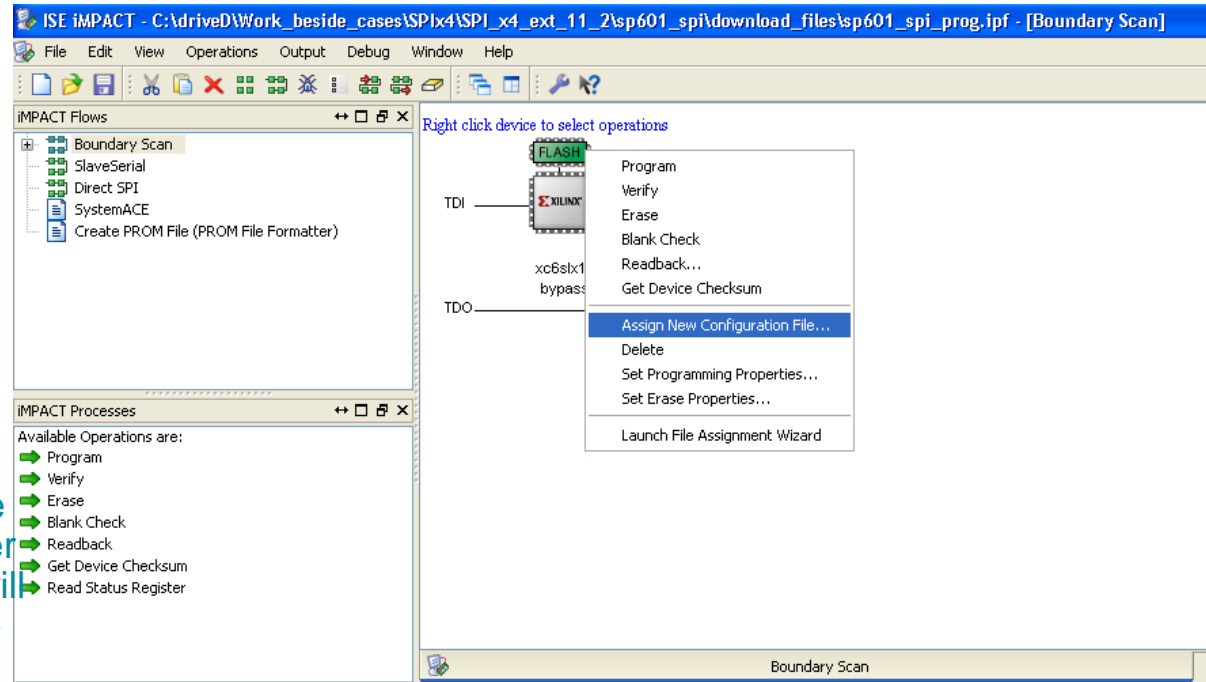 ISE iMPACT - C:\driveD\Work_beside_cases\SPIx4\SPI_x4_ext_11_2\sp601_spi\download_files\sp601_spi_prog.ipf - [Boundary Scan]
File Edit View Operations Output Debug Window Help
iMPACT Flows
Boundary Scan
SlaveSerial
Direct SPI
SystemACE
Create PROM File (PROM File Formatter)
Right click device to select operations
FLASH
TDI
XILINX
xc6slx1
bypass
TDO
Program
Verify
Erase
Blank Check
Readback...
Get Device Checksum
Assign New Configuration File...
Delete
Set Programming Properties...
Set Erase Properties...
Launch File Assignment Wizard
iMPACT Processes
Available Operations are:
Program
Verify
Erase
Blank Check
Readback
Get Device Checksum
Read Status Register
Boundary Scan